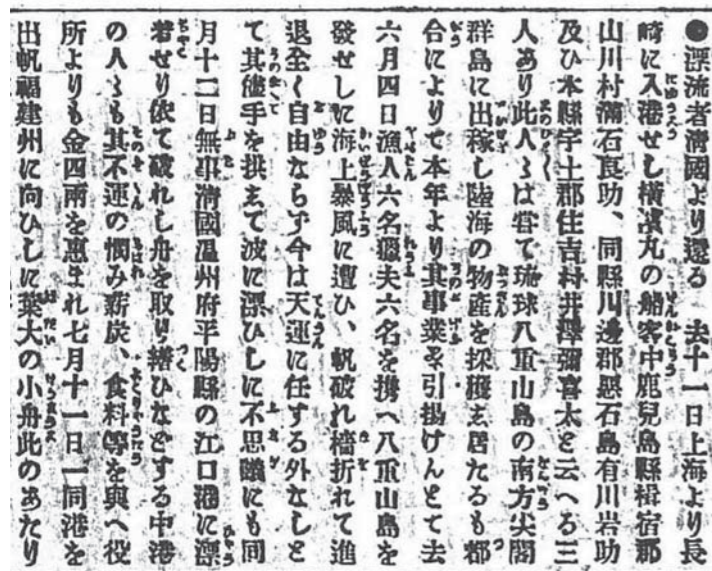 ●漂流者淸國より還る　去十一日上海より長
崎に入港せし橫濱丸の船客中鹿兒島縣揖宿郡
山川村彌石良助、同縣川邊郡惡石島有川岩助
及ひ本縣宇土郡住吉村井澤彌喜太と云へる三
人あり此人々は甞て琉球八重山島の南方尖閣
群島に出稼し陸海の物產を採獲し居たるも都
合によりて本年より其事業を引揚けんとて去
六月四日漁人六名獵夫六名を携へ八重山島を
發せしに海上暴風に遭ひ、帆破れ檣折れて進
退全く自由ならず今は天運に任する外なしと
て其儘手を拱えて波に漂ひしに不思議にも同
月十二日無事淸國溫州府平陽縣の江口港に漂
着せり依て破れし舟を取り繕ひなどする中港
の人々も其不運の憫み薪炭、食料等を與へ役
所よりも金四兩を惠まれ七月十一日一同港を
出帆福建州に向ひしに葉大の小舟此のあたり